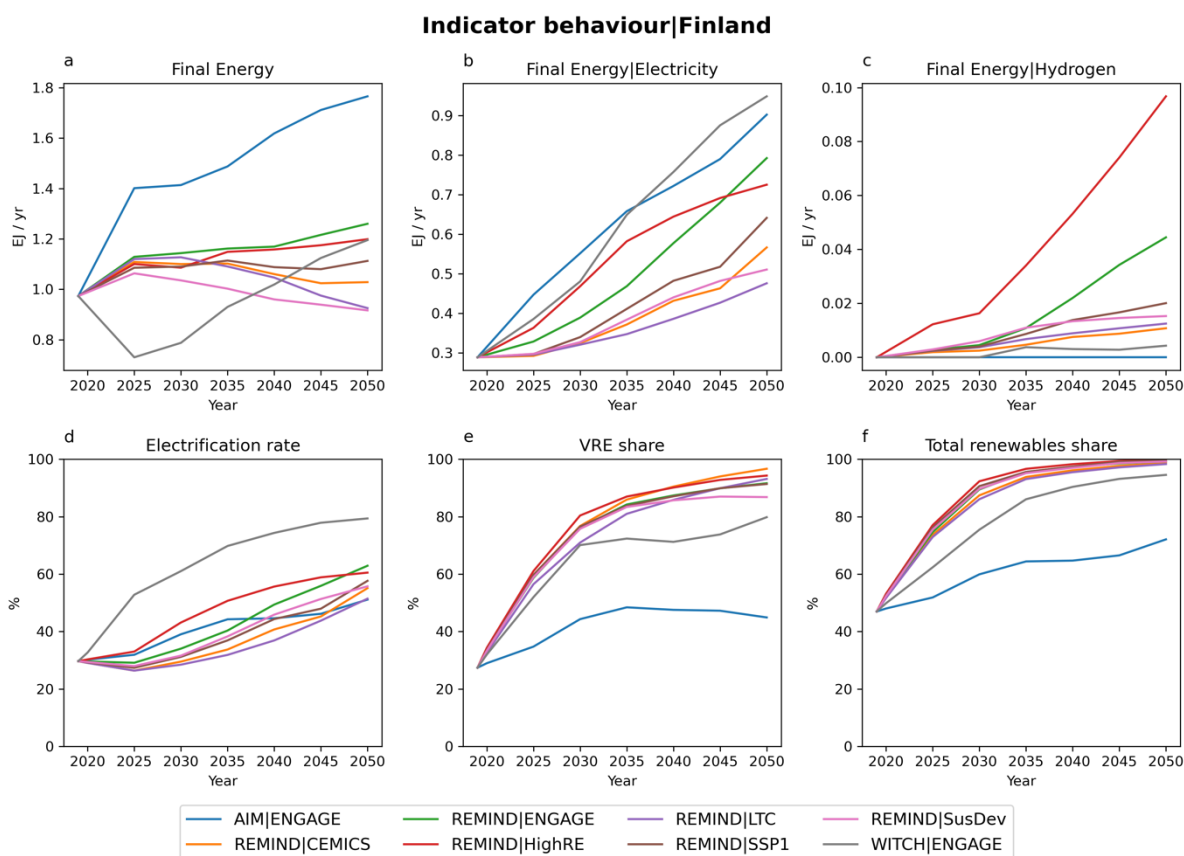 Indicator behaviour|Finland
a
Final Energy
1.8
1.6
1.4
1.2
1.0
0.8
EJ / yr
2020 2025 2030 2035 2040 2045 2050
Year
b
Final Energy|Electricity
0.9
0.8
0.7
0.6
0.5
0.4
0.3
2020 2025 2030 2035 2040 2045 2050
Year
c
Final Energy|Hydrogen
0.10
0.08
0.06
0.04
0.02
0.00
2020 2025 2030 2035 2040 2045 2050
Year
d
Electrification rate
100
80
60
40
20
0
%
2020 2025 2030 2035 2040 2045 2050
Year
e
VRE share
100
80
60
40
20
0
%
2020 2025 2030 2035 2040 2045 2050
Year
f
Total renewables share
100
80
60
40
20
0
%
2020 2025 2030 2035 2040 2045 2050
Year
AIM|ENGAGE REMIND|ENGAGE REMIND|LTC REMIND|SusDev
REMIND|CEMICS REMIND|HighRE REMIND|SSP1 WITCH|ENGAGE